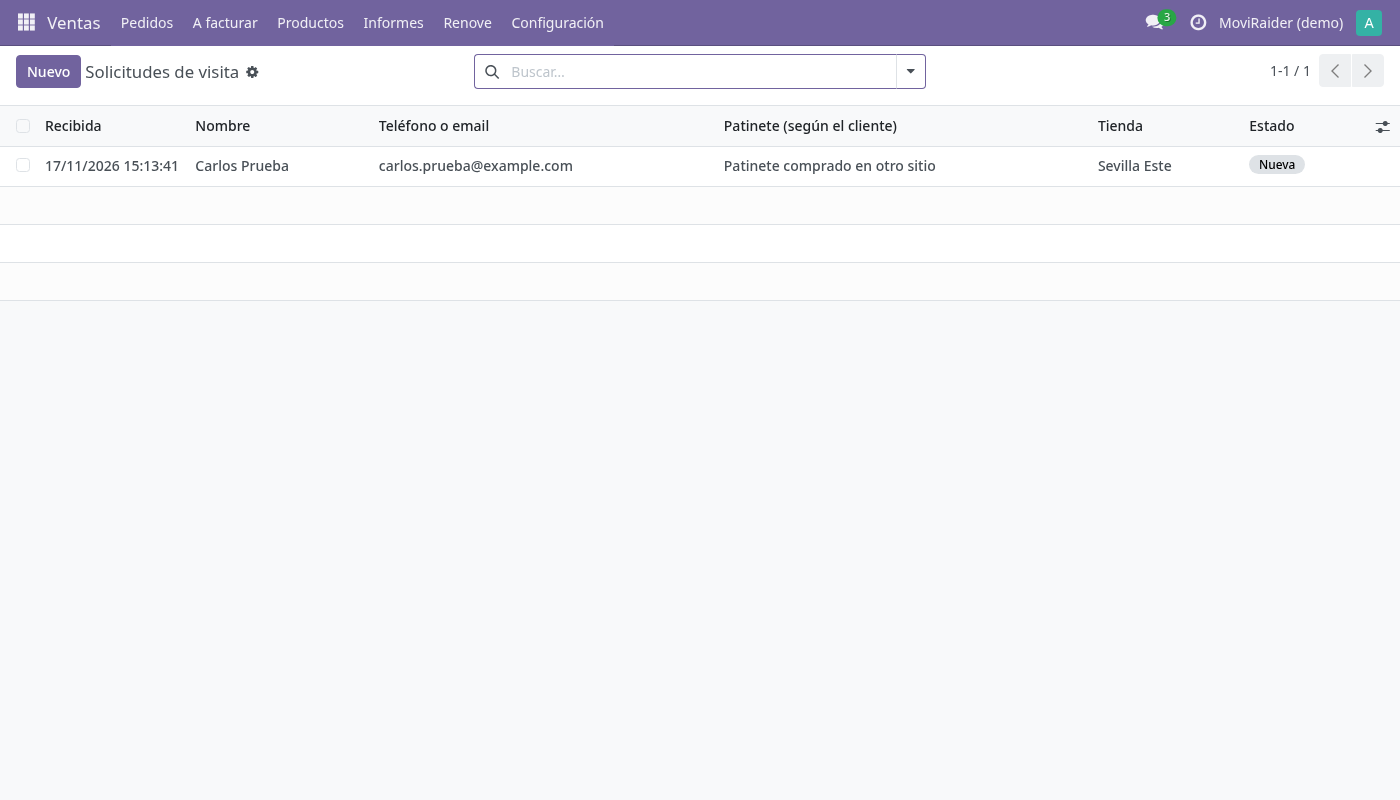 Ventas Pedidos A facturar Productos Informes Renove Configuración 3 MoviRaider (demo) A
Nuevo Solicitudes de visita Buscar... 1-1 / 1
Recibida Nombre Teléfono o email Patinete (según el cliente) Tienda Estado
17/11/2026 15:13:41 Carlos Prueba carlos.prueba@example.com Patinete comprado en otro sitio Sevilla Este Nueva